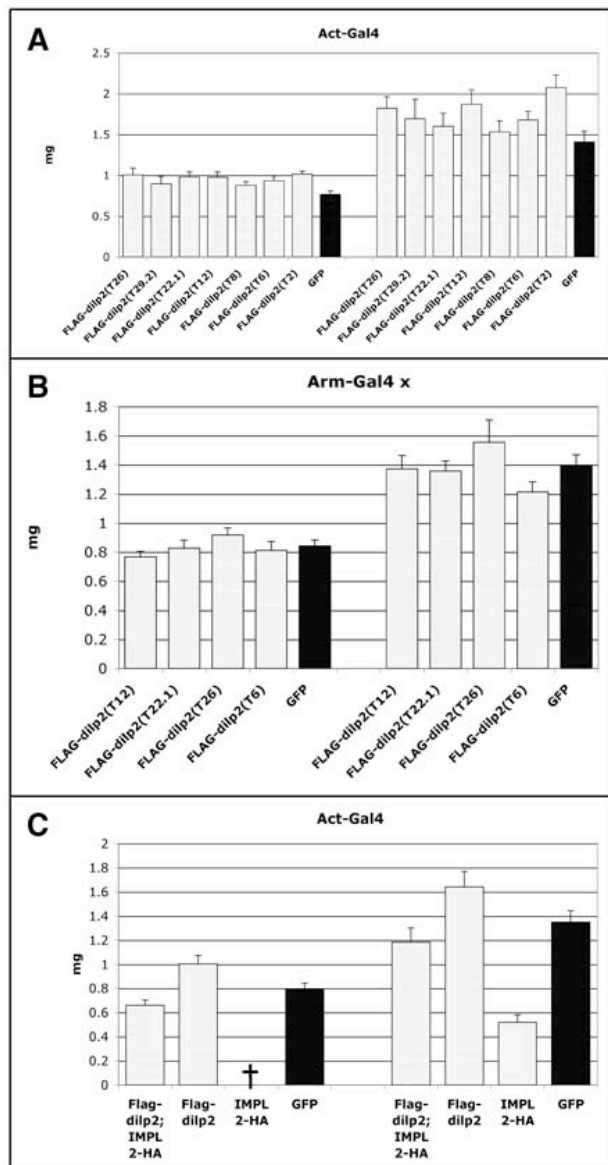 A
Act-Gal4
2.5
2
1.5
1
0.5
0
mg
FLAG-dilp2(T26)
FLAG-dilp2(T29.2)
FLAG-dilp2(T22.1)
FLAG-dilp2(T12)
FLAG-dilp2(T8)
FLAG-dilp2(T6)
FLAG-dilp2(T2)
GFP
FLAG-dilp2(T26)
FLAG-dilp2(T29.2)
FLAG-dilp2(T22.1)
FLAG-dilp2(T12)
FLAG-dilp2(T8)
FLAG-dilp2(T6)
FLAG-dilp2(T2)
GFP
B
Arm-Gal4 x
1.8
1.6
1.4
1.2
1
0.8
0.6
0.4
0.2
0
mg
FLAG-dilp2(T12)
FLAG-dilp2(T22.1)
FLAG-dilp2(T26)
FLAG-dilp2(T6)
GFP
FLAG-dilp2(T12)
FLAG-dilp2(T22.1)
FLAG-dilp2(T26)
FLAG-dilp2(T6)
GFP
C
Act-Gal4
2
1.8
1.6
1.4
1.2
1
0.8
0.6
0.4
0.2
0
mg
†
Flag-
dilp2;
IMPL
2-HA
Flag-
dilp2
IMPL
2-HA
GFP
Flag-
dilp2;
IMPL
2-HA
Flag-
dilp2
IMPL
2-HA
GFP